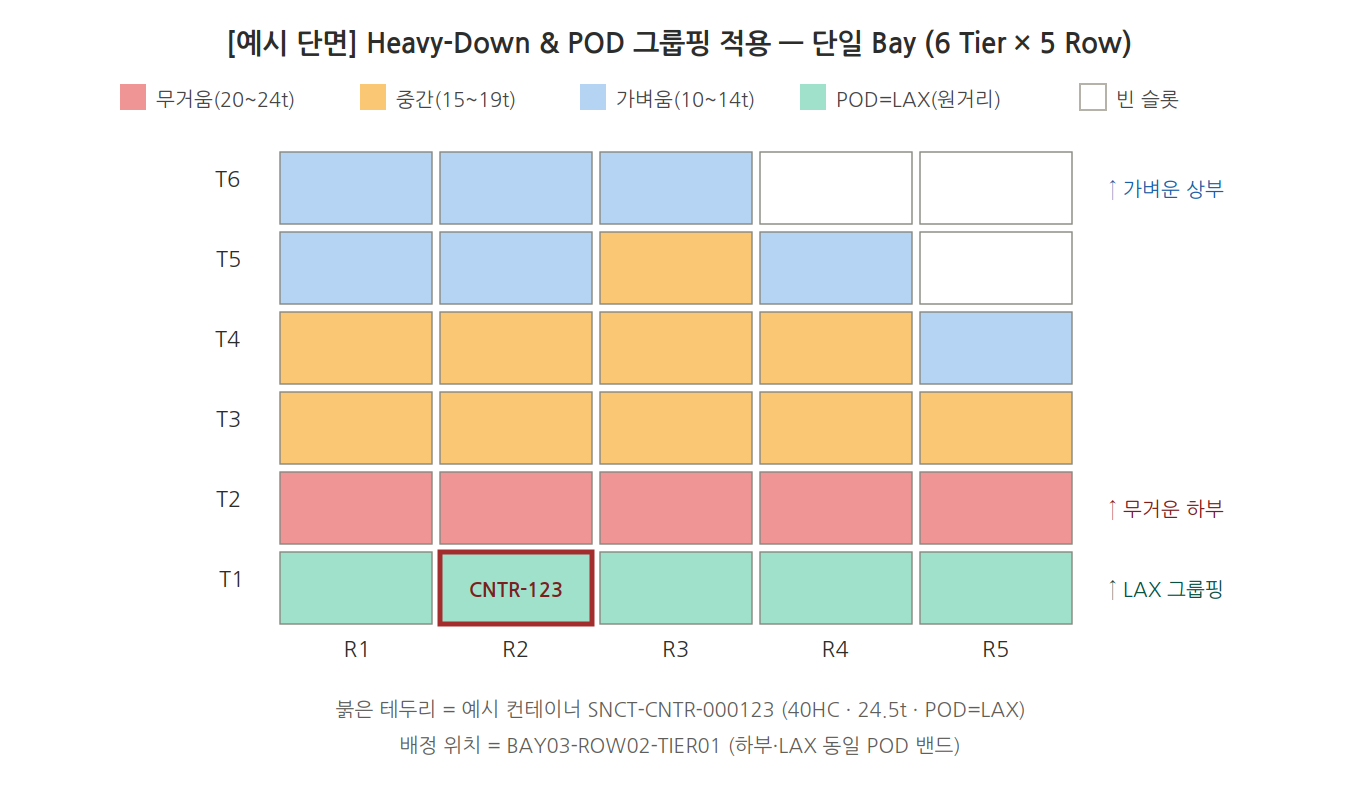 [예시 단면] Heavy-Down & POD 그룹핑 적용 — 단일 Bay (6 Tier × 5 Row)
무거움(20~24t) 중간(15~19t) 가벼움(10~14t) POD=LAX(원거리) 빈 슬롯
T6 ↑ 가벼운 상부
T5
T4
T3
T2 ↑ 무거운 하부
T1 CNTR-123 ↑ LAX 그룹핑
R1 R2 R3 R4 R5
붉은 테두리 = 예시 컨테이너 SNCT-CNTR-000123 (40HC · 24.5t · POD=LAX)
배정 위치 = BAY03-ROW02-TIER01 (하부·LAX 동일 POD 밴드)